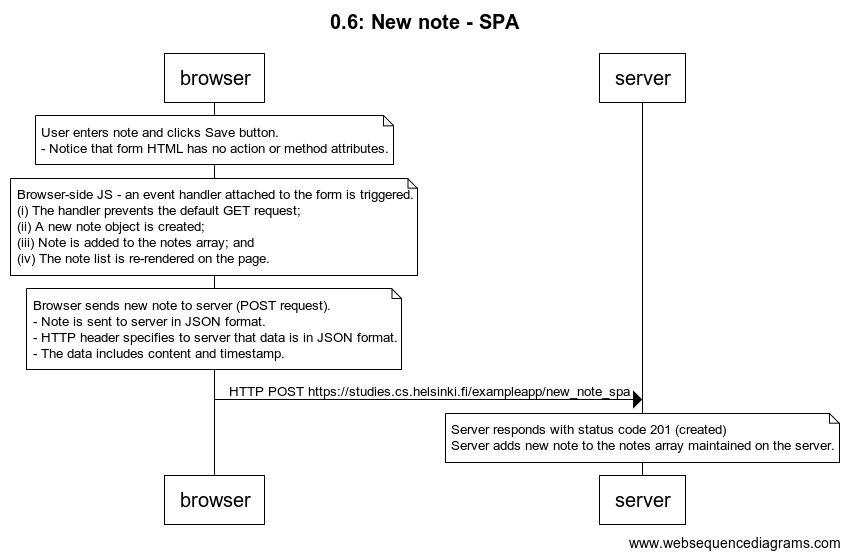 0.6: New note - SPA
browser
server
User enters note and clicks Save button.
- Notice that form HTML has no action or method attributes.
Browser-side JS - an event handler attached to the form is triggered.
(i) The handler prevents the default GET request;
(ii) A new note object is created;
(iii) Note is added to the notes array; and
(iv) The note list is re-rendered on the page.
Browser sends new note to server (POST request).
- Note is sent to server in JSON format.
- HTTP header specifies to server that data is in JSON format.
- The data includes content and timestamp.
HTTP POST https://studies.cs.helsinki.fi/exampleapp/new_note_spa
Server responds with status code 201 (created)
Server adds new note to the notes array maintained on the server.
browser
server
www.websequencediagrams.com